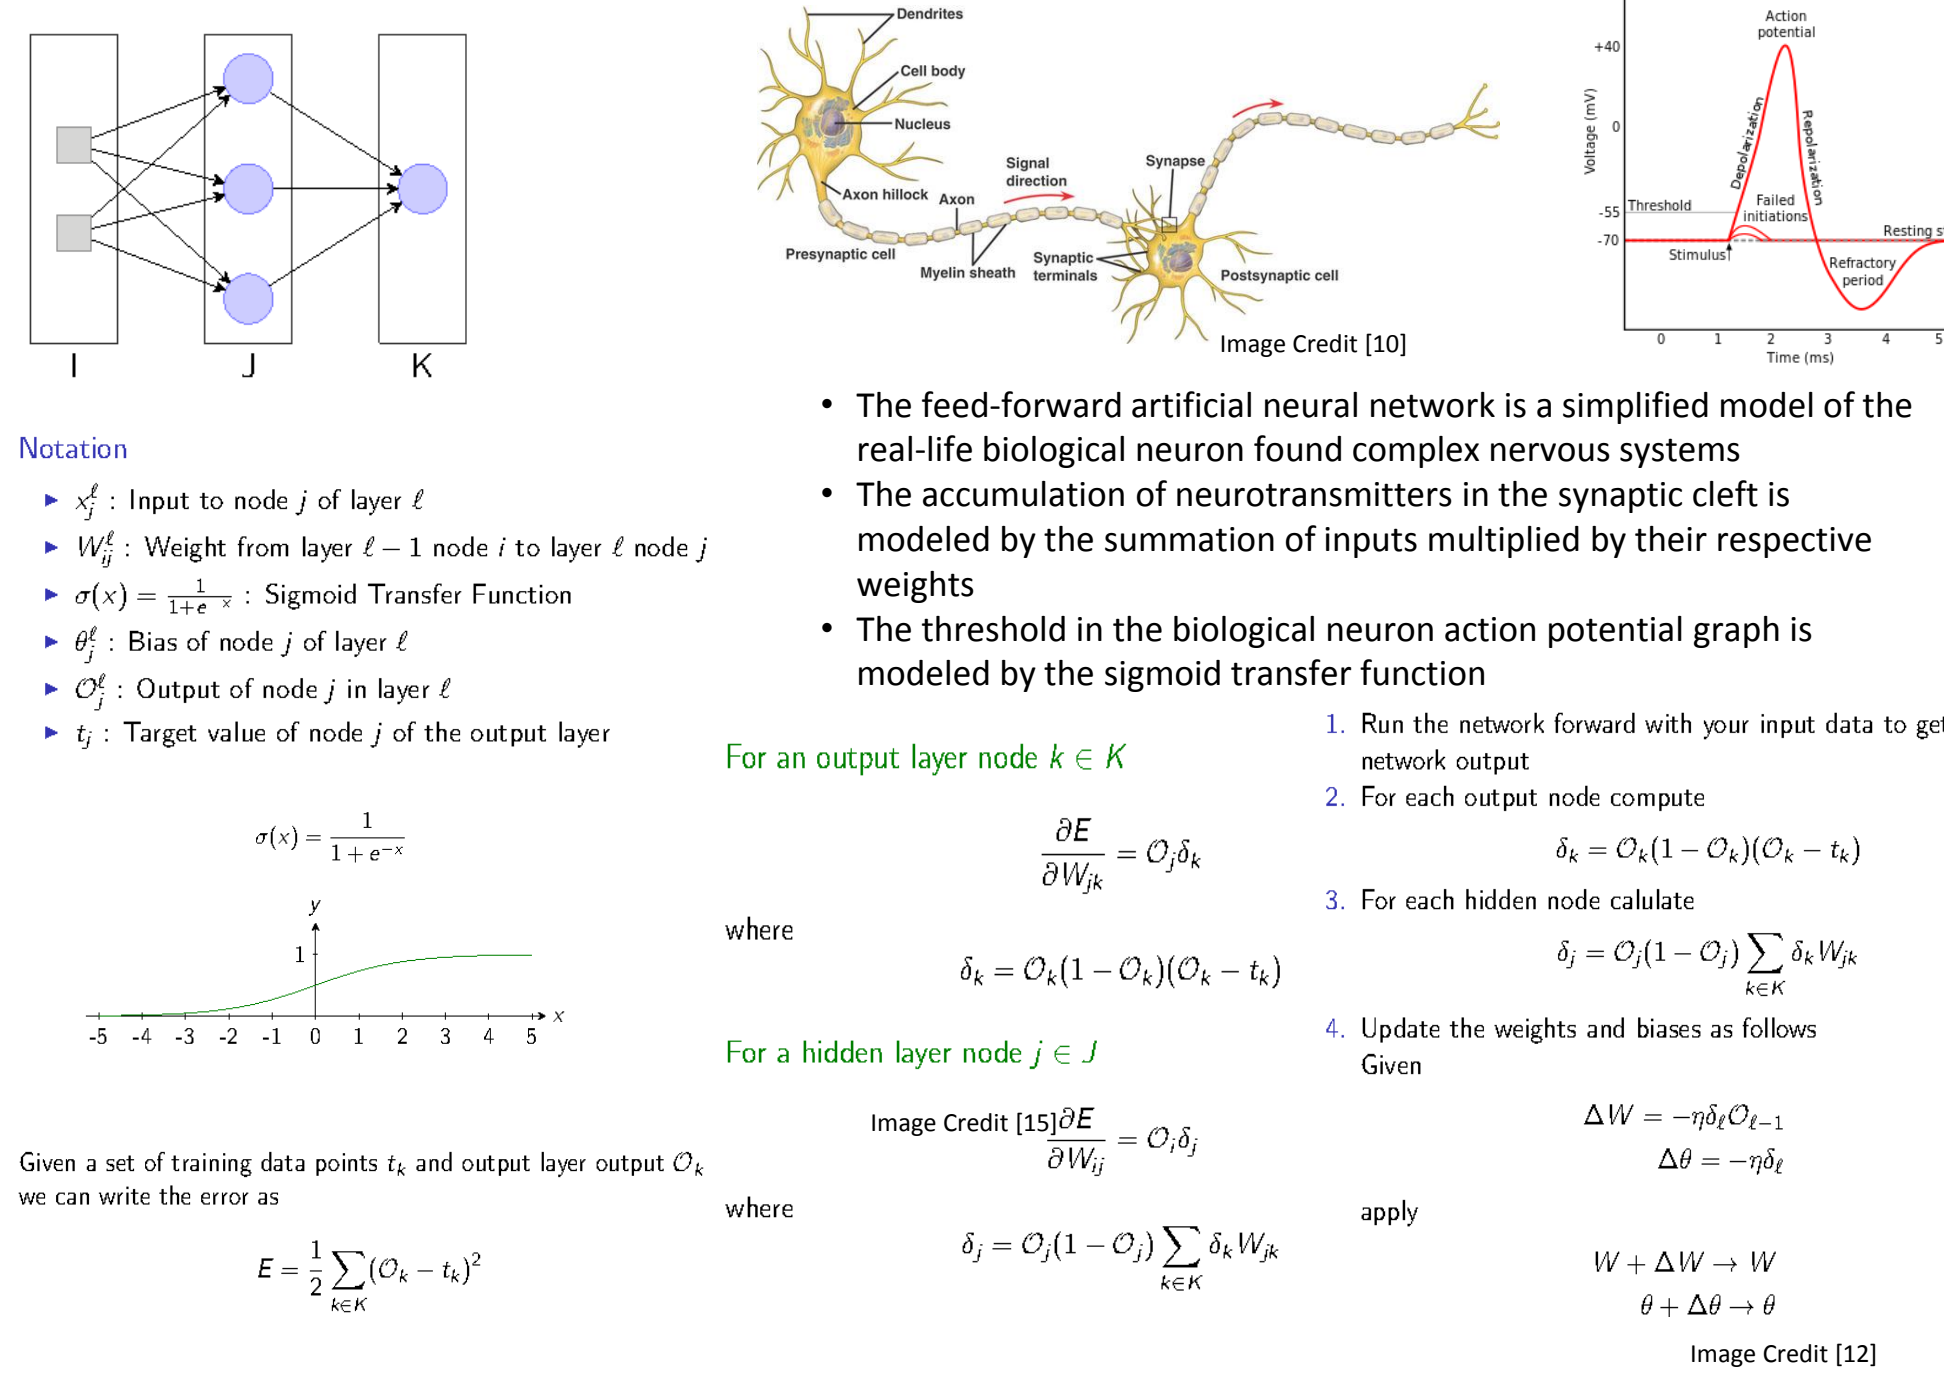 I
J
K
Dendrites
Cell body
Nucleus
Axon hillock
Axon
Signal
direction
Synapse
Presynaptic cell
Myelin sheath
Synaptic
terminals
Postsynaptic cell
Image Credit [10]
Action
potential
+40
0
-55
-70
Voltage (mV)
Depolarization
Repolarization
Threshold
Failed
initiations
Stimulus
Resting s
Refractory
period
0 1 2 3 4 5
Time (ms)
• The feed-forward artificial neural network is a simplified model of the
real-life biological neuron found complex nervous systems
• The accumulation of neurotransmitters in the synaptic cleft is
modeled by the summation of inputs multiplied by their respective
weights
• The threshold in the biological neuron action potential graph is
modeled by the sigmoid transfer function
Notation
► x_j^ℓ : Input to node j of layer ℓ
► W_{ij}^ℓ : Weight from layer ℓ − 1 node i to layer ℓ node j
► σ(x) = 1/(1+e^{ x}) : Sigmoid Transfer Function
► θ_j^ℓ : Bias of node j of layer ℓ
► O_j^ℓ : Output of node j in layer ℓ
► t_j : Target value of node j of the output layer
σ(x) = 1/(1 + e^{−x})
y
1
-5 -4 -3 -2 -1 0 1 2 3 4 5 x
Given a set of training data points t_k and output layer output O_k
we can write the error as
E = 1/2 ∑_{k∈K} (O_k − t_k)^2
For an output layer node k ∈ K
∂E/∂W_{jk} = O_j δ_k
where
δ_k = O_k(1 − O_k)(O_k − t_k)
For a hidden layer node j ∈ J
Image Credit [15]
∂E/∂W_{ij} = O_i δ_j
where
δ_j = O_j(1 − O_j) ∑_{k∈K} δ_k W_{jk}
1. Run the network forward with your input data to get
network output
2. For each output node compute
δ_k = O_k(1 − O_k)(O_k − t_k)
3. For each hidden node calulate
δ_j = O_j(1 − O_j) ∑_{k∈K} δ_k W_{jk}
4. Update the weights and biases as follows
Given
ΔW = −ηδ_ℓ O_{ℓ−1}
Δθ = −ηδ_ℓ
apply
W + ΔW → W
θ + Δθ → θ
Image Credit [12]